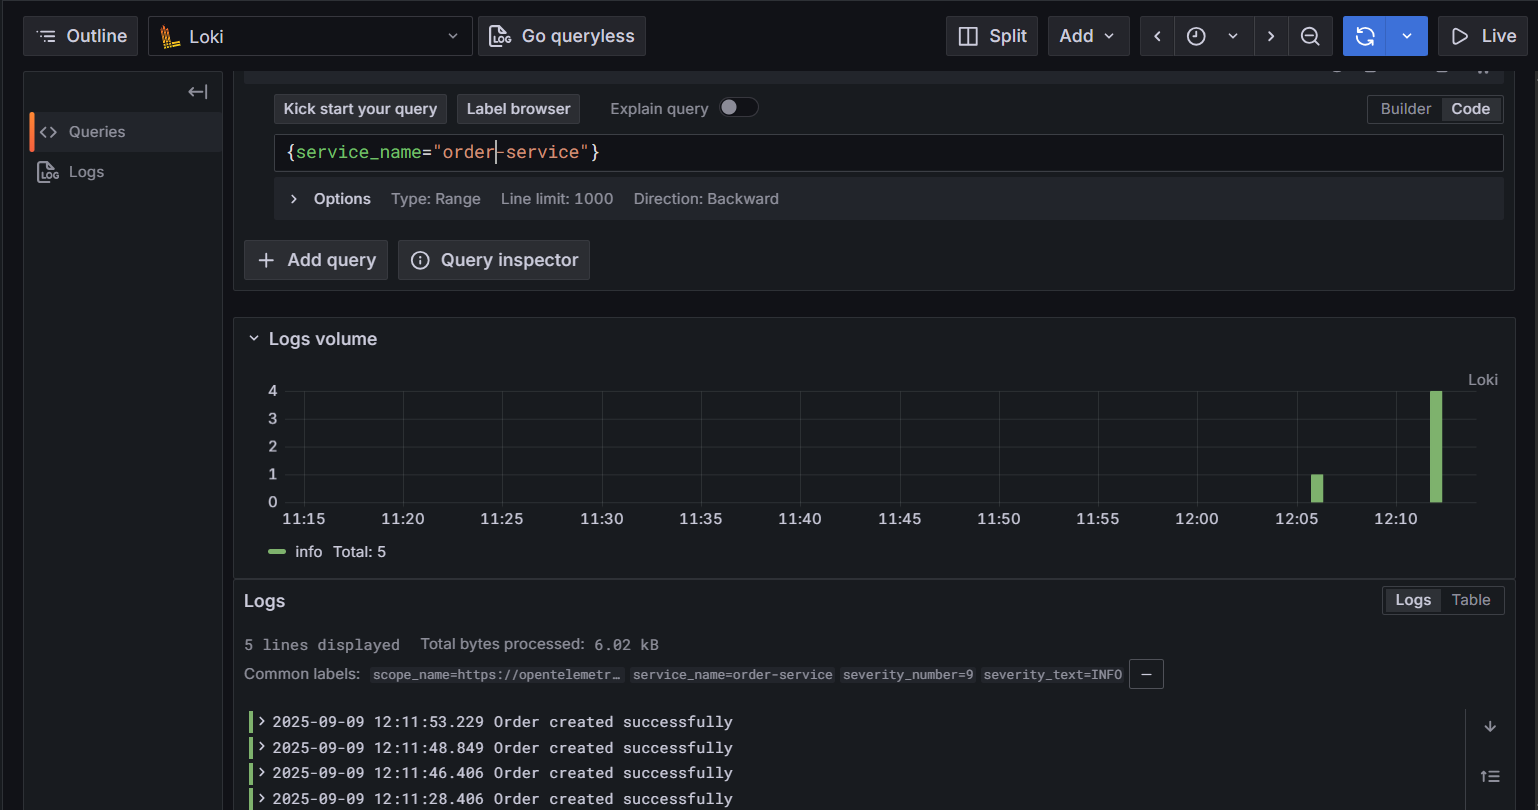 Outline Loki Go queryless Split Add Live
Kick start your query Label browser Explain query Builder Code
Queries
{service_name="order-service"}
Logs
Options Type: Range Line limit: 1000 Direction: Backward
Add query Query inspector
Logs volume
Loki
4
3
2
1
0
11:15 11:20 11:25 11:30 11:35 11:40 11:45 11:50 11:55 12:00 12:05 12:10
info Total: 5
Logs Logs Table
5 lines displayed Total bytes processed: 6.02 kB
Common labels: scope_name=https://opentelemetr… service_name=order-service severity_number=9 severity_text=INFO
2025-09-09 12:11:53.229 Order created successfully
2025-09-09 12:11:48.849 Order created successfully
2025-09-09 12:11:46.406 Order created successfully
2025-09-09 12:11:28.406 Order created successfully